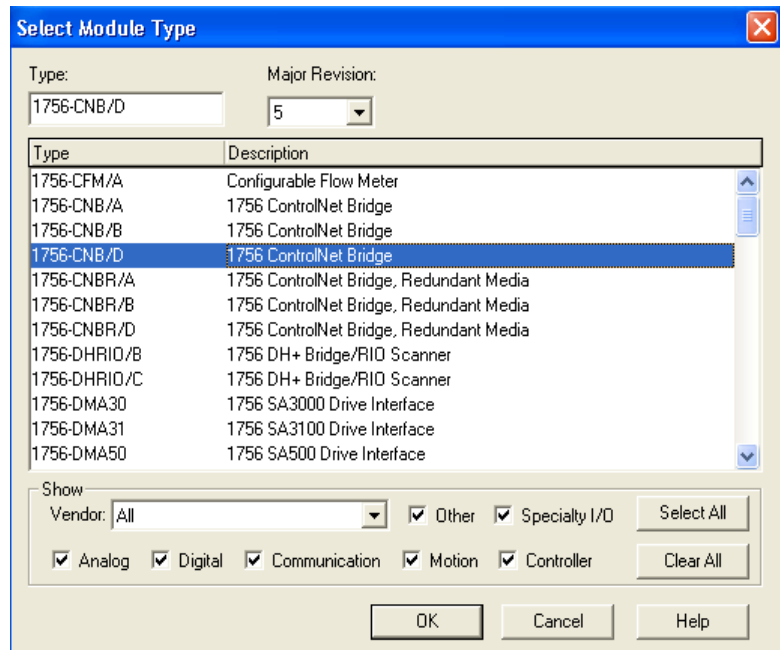 Select Module Type
Type: Major Revision:
1756-CNB/D 5
Type Description
1756-CFM/A Configurable Flow Meter
1756-CNB/A 1756 ControlNet Bridge
1756-CNB/B 1756 ControlNet Bridge
1756-CNB/D 1756 ControlNet Bridge
1756-CNBR/A 1756 ControlNet Bridge, Redundant Media
1756-CNBR/B 1756 ControlNet Bridge, Redundant Media
1756-CNBR/D 1756 ControlNet Bridge, Redundant Media
1756-DHRIO/B 1756 DH+ Bridge/RIO Scanner
1756-DHRIO/C 1756 DH+ Bridge/RIO Scanner
1756-DMA30 1756 SA3000 Drive Interface
1756-DMA31 1756 SA3100 Drive Interface
1756-DMA50 1756 SA500 Drive Interface
Show
Vendor: All Other Specialty I/O Select All
Analog Digital Communication Motion Controller Clear All
OK Cancel Help